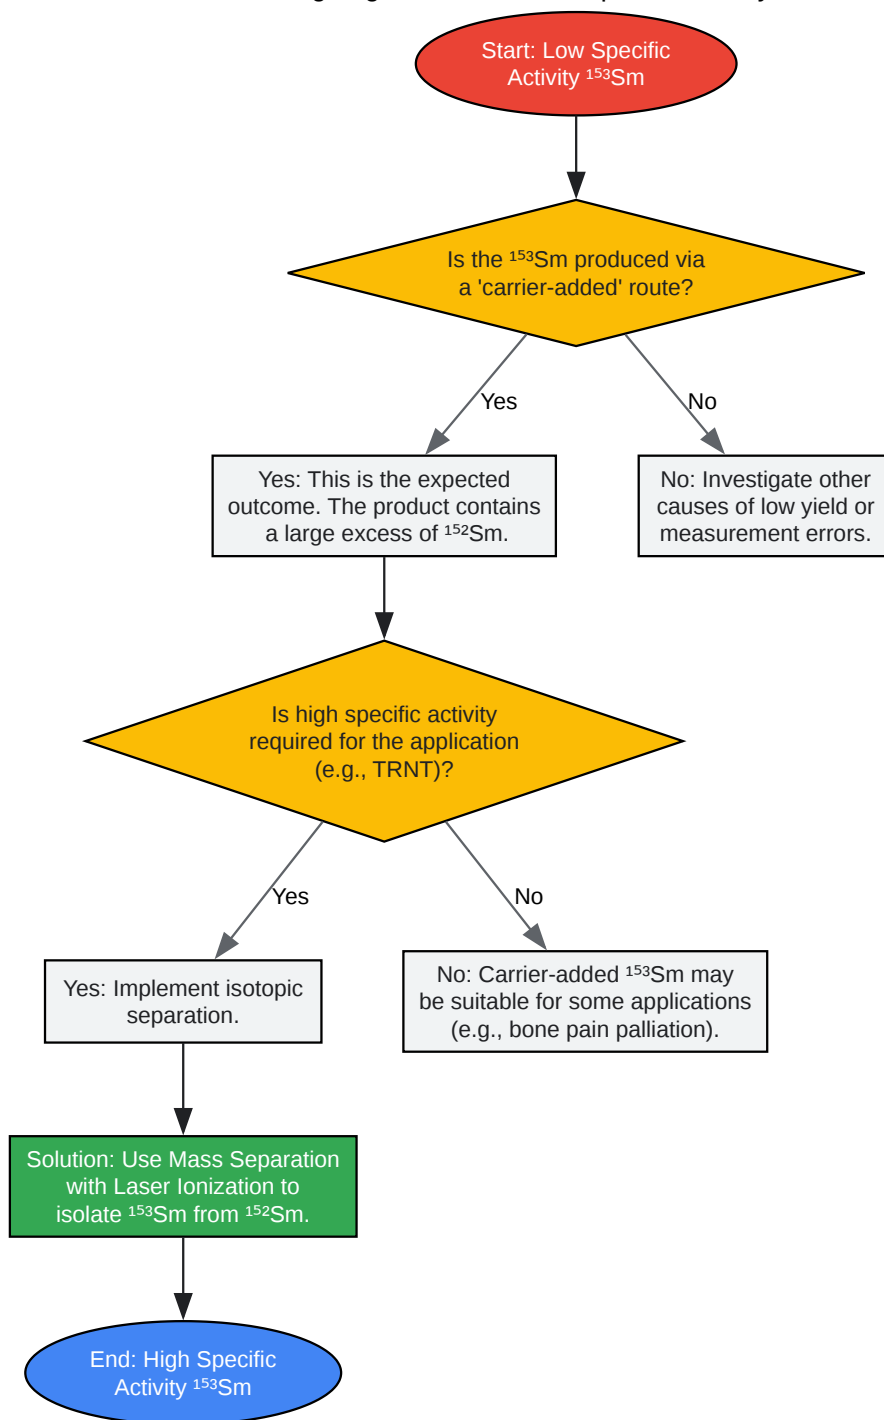 Start: Low Specific
Activity ¹⁵³Sm
Is the ¹⁵³Sm produced via
a 'carrier-added' route?
Yes
No
Yes: This is the expected
outcome. The product contains
a large excess of ¹⁵²Sm.
No: Investigate other
causes of low yield or
measurement errors.
Is high specific activity
required for the application
(e.g., TRNT)?
Yes
No
Yes: Implement isotopic
separation.
No: Carrier-added ¹⁵³Sm may
be suitable for some applications
(e.g., bone pain palliation).
Solution: Use Mass Separation
with Laser Ionization to
isolate ¹⁵³Sm from ¹⁵²Sm.
End: High Specific
Activity ¹⁵³Sm